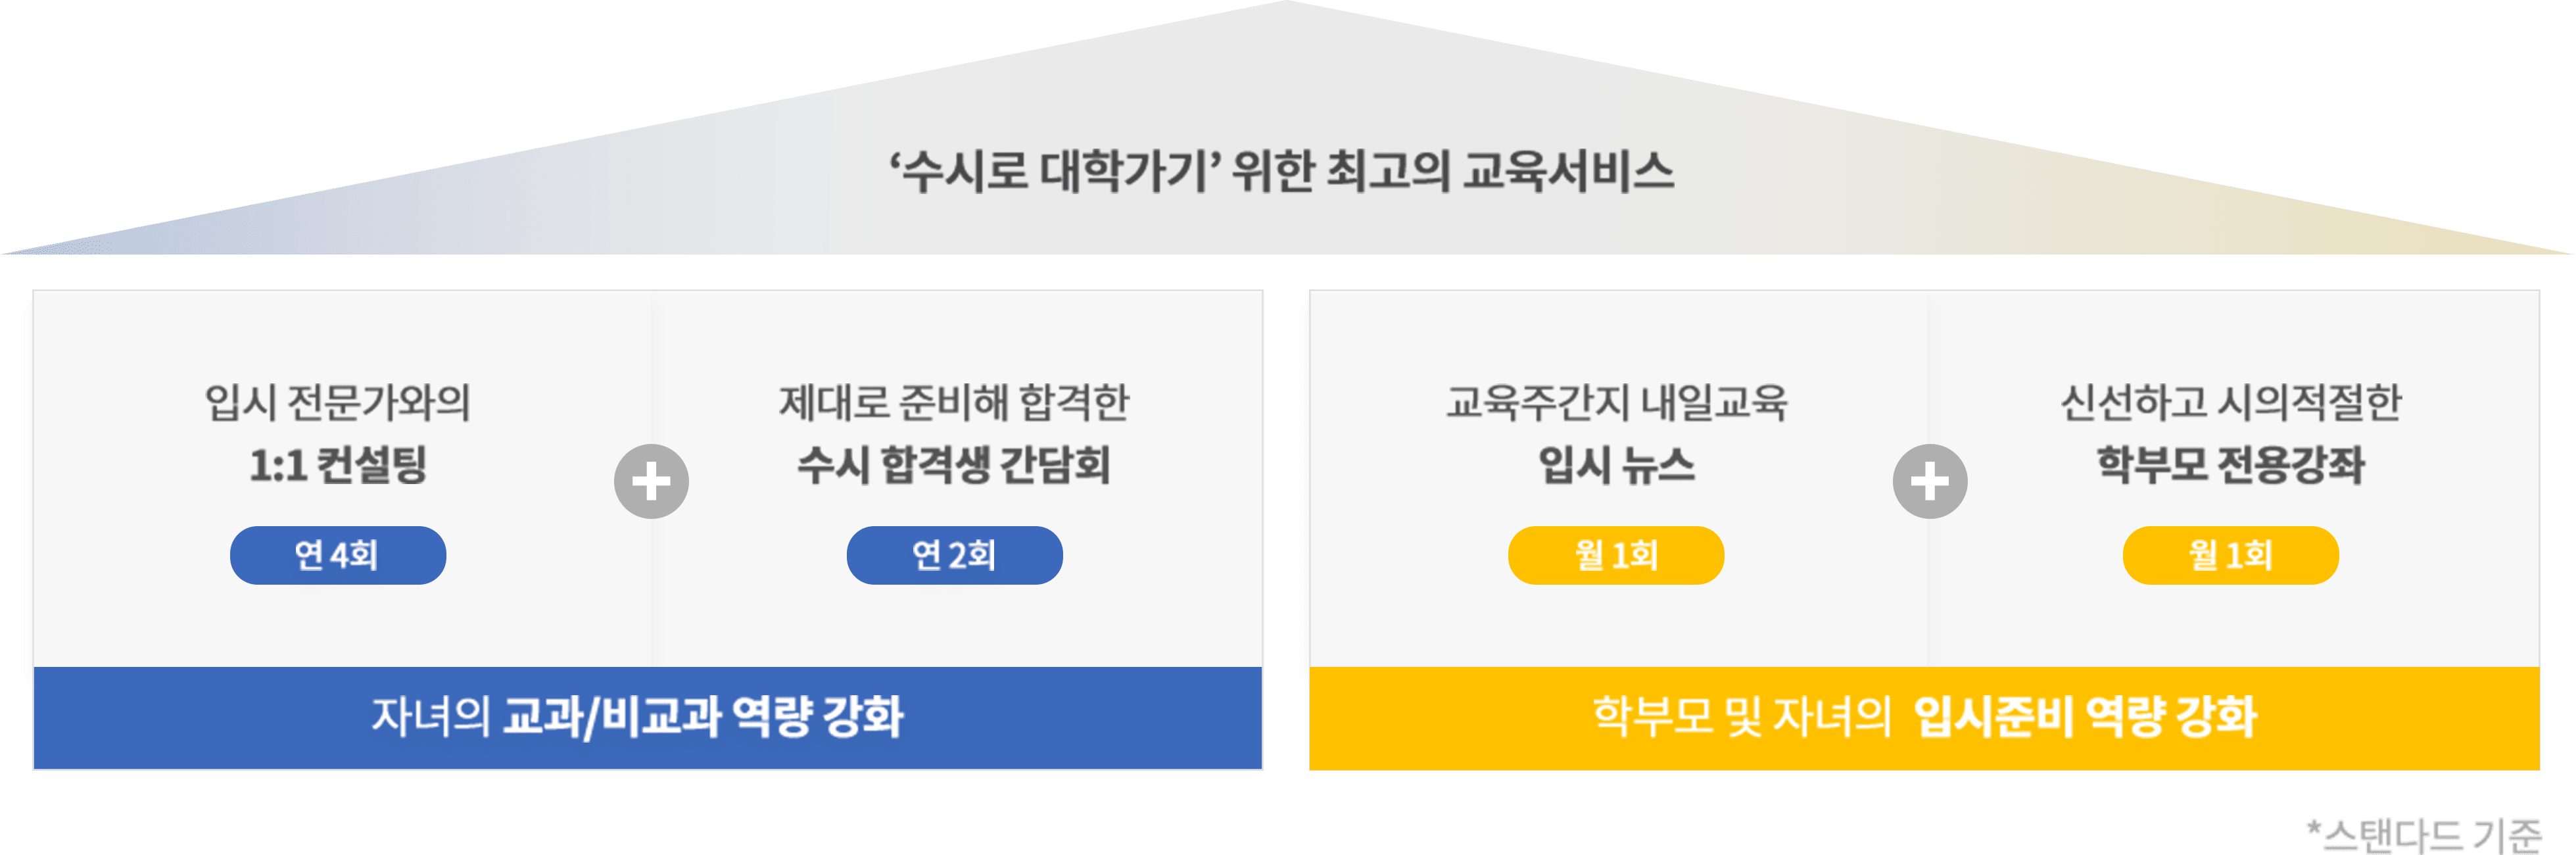 ‘수시로 대학가기’ 위한 최고의 교육서비스
입시 전문가와의
1:1 컨설팅
연 4회
제대로 준비해 합격한
수시 합격생 간담회
연 2회
자녀의 교과/비교과 역량 강화
교육주간지 내일교육
입시 뉴스
월 1회
신선하고 시의적절한
학부모 전용강좌
월 1회
학부모 및 자녀의 입시준비 역량 강화
*스탠다드 기준